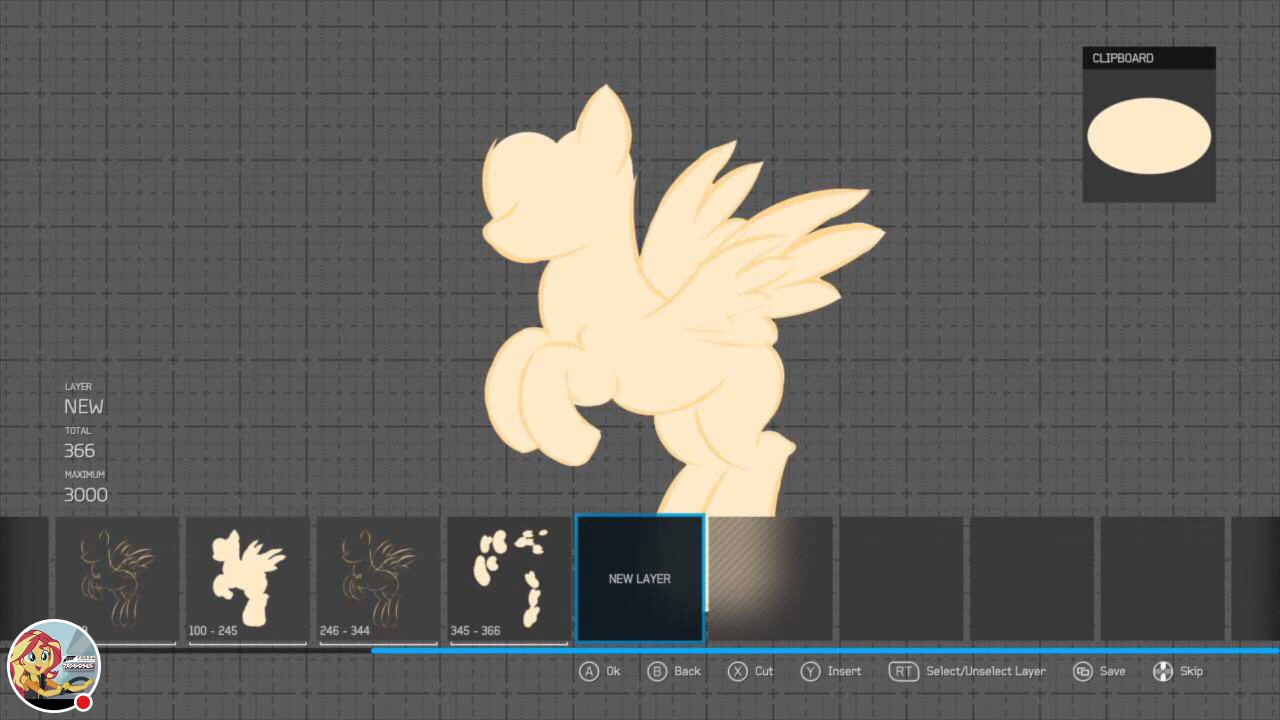 CLIPBOARD
LAYER
NEW
TOTAL
366
MAXIMUM
3000
100 - 245
246 - 344
345 - 366
NEW LAYER
A Ok
B Back
X Cut
Y Insert
RT Select/Unselect Layer
Save
Skip